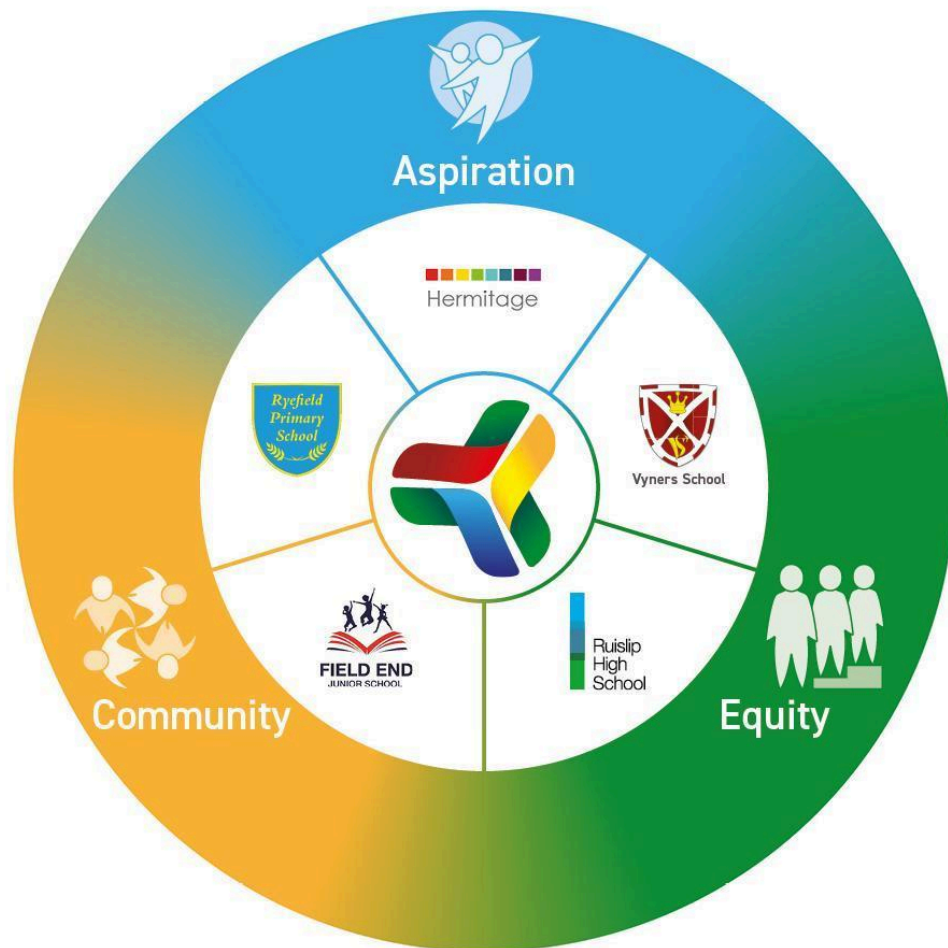 Aspiration
Hermitage
Ryefield
Primary
School
Vyners School
FIELD END
JUNIOR SCHOOL
Ruislip
High
School
Community
Equity